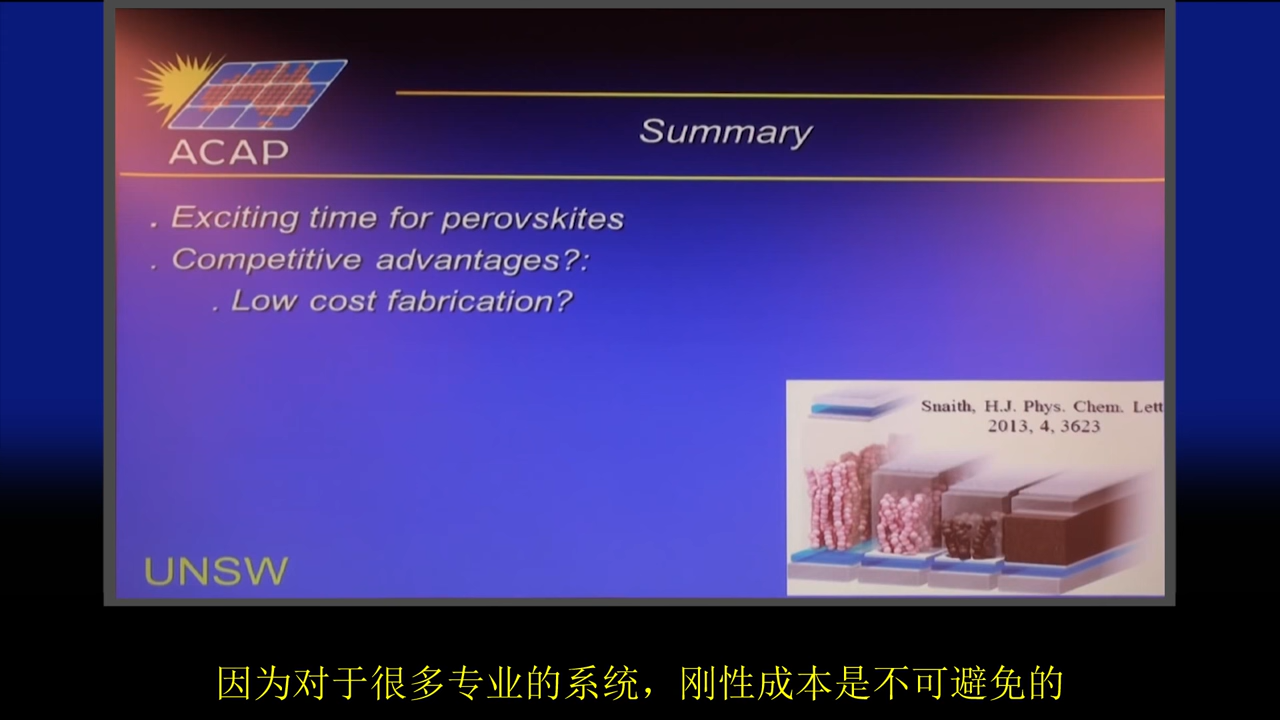 ACAP
Summary
. Exciting time for perovskites
. Competitive advantages?:
. Low cost fabrication?
Snaith, H.J. Phys. Chem. Lett
2013, 4, 3623
UNSW
因为对于很多专业的系统，刚性成本是不可避免的